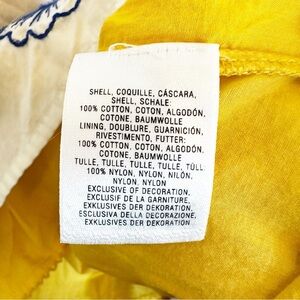 SHELL, COQUILLE, CÁSCARA,
SHELL, SCHALE:
100% COTTON, COTON, ALGODÓN,
COTONE, BAUMWOLLE
LINING, DOUBLURE, GUARNICIÓN,
RIVESTIMENTO, FUTTER:
100% COTTON, COTON, ALGODÓN,
COTONE, BAUMWOLLE
TULLE, TULLE, TULLE, TULLE, TÜLL:
100% NYLON, NYLON, NILÓN,
NYLON, NYLON
EXCLUSIVE OF DECORATION,
EXCLUSIF DE LA GARNITURE,
EXKLUSIVES DER DEKORATION,
ESCLUSIVA DELLA DECORAZIONE,
EXKLUSIVES DER DEKORATION